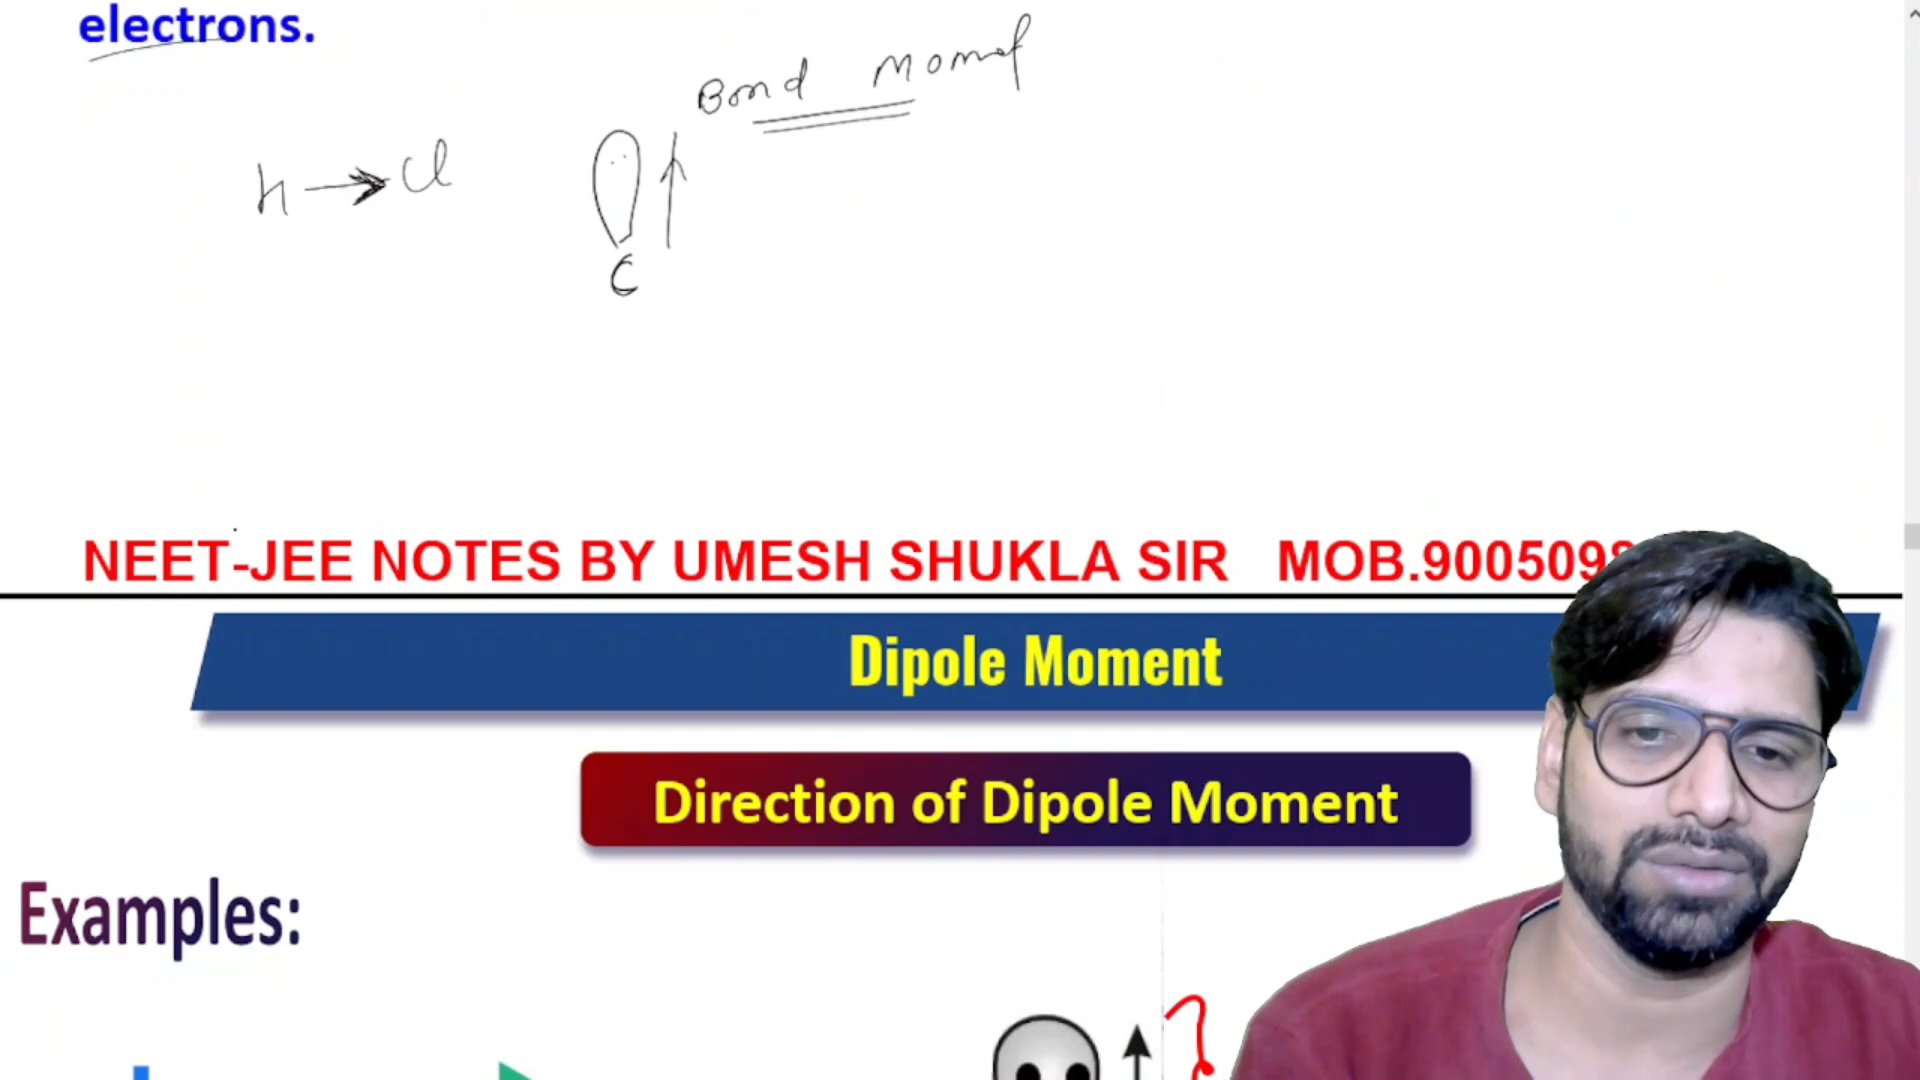 electrons.
Bond Moment
H Cl
C
NEET-JEE NOTES BY UMESH SHUKLA SIR MOB.900509
Dipole Moment
Direction of Dipole Moment
Examples:
?